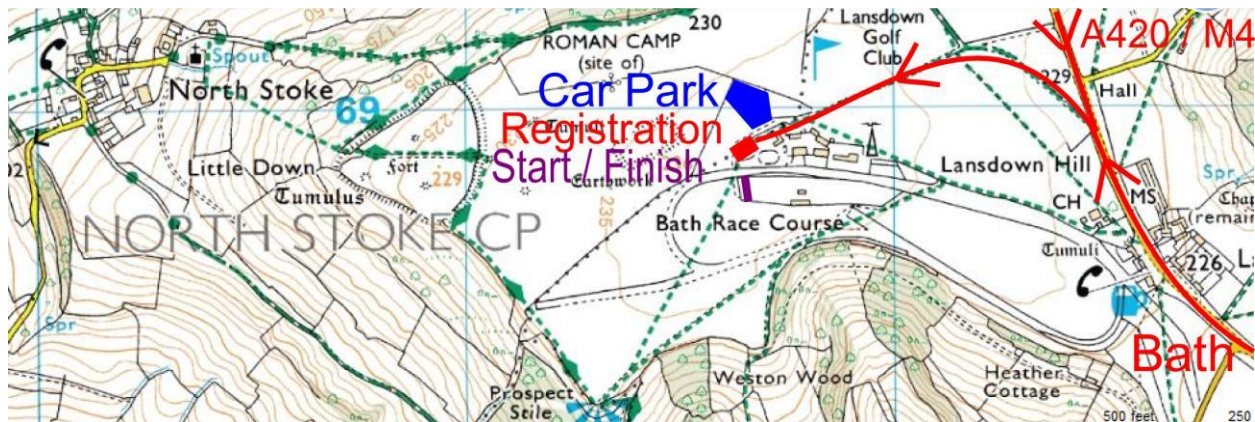 230
Lansdown
Golf
Club
A420 / M4
ROMAN CAMP
(site of)
Spout
205
North Stoke
69
225
Car Park
229
Hall
Registration
Little Down
Fort
229
Start / Finish
Earthwork
235
Lansdown Hill
Spr
Tumulus
MS
CH
NORTH STOKE CP
Bath Race Course
Tumuli
226
Spr
Bath
Prospect
Stile
Weston Wood
Heather
Cottage
500 feet
250